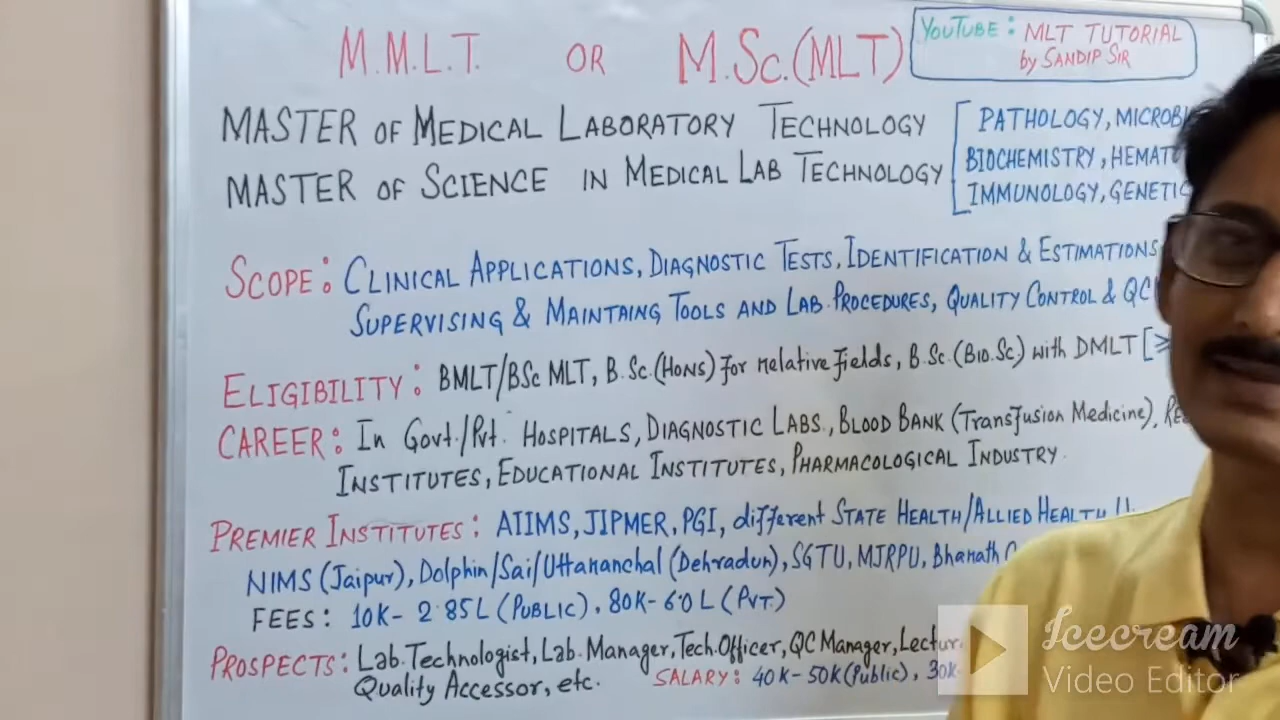 M.M.L.T. OR M.Sc.(MLT)
YOUTUBE: MLT TUTORIAL
by SANDIP SIR
MASTER OF MEDICAL LABORATORY TECHNOLOGY
MASTER OF SCIENCE IN MEDICAL LAB TECHNOLOGY
[PATHOLOGY, MICROBI
BIOCHEMISTRY, HEMATO
IMMUNOLOGY, GENETIC
SCOPE: CLINICAL APPLICATIONS, DIAGNOSTIC TESTS, IDENTIFICATION & ESTIMATIONS
SUPERVISING & MAINTAING TOOLS AND LAB. PROCEDURES, QUALITY CONTROL & QC
ELIGIBILITY: BMLT/BSc MLT, B.Sc.(HONS) for relative fields, B.Sc.(Bio.Sc) with DMLT [≥
CAREER: In Govt./Pvt. HOSPITALS, DIAGNOSTIC LABS., BLOOD BANK (Transfusion Medicine), RE
INSTITUTES, EDUCATIONAL INSTITUTES, PHARMACOLOGICAL INDUSTRY.
PREMIER INSTITUTES: AIIMS, JIPMER, PGI, different STATE HEALTH/ALLIED HEALTH
NIMS (Jaipur), Dolphin/Sai/Uttaranchal (Dehradun), SGTU, MJRPU, Bharath
FEES: 10K- 2.85L (PUBLIC), 80K- 6.0L (PVT.)
PROSPECTS: Lab. Technologist, Lab. Manager, Tech. Officer, QC Manager, Lectur
Quality Accessor, etc. SALARY: 40K-50K (Public), 30K-
Icecream
Video Editor